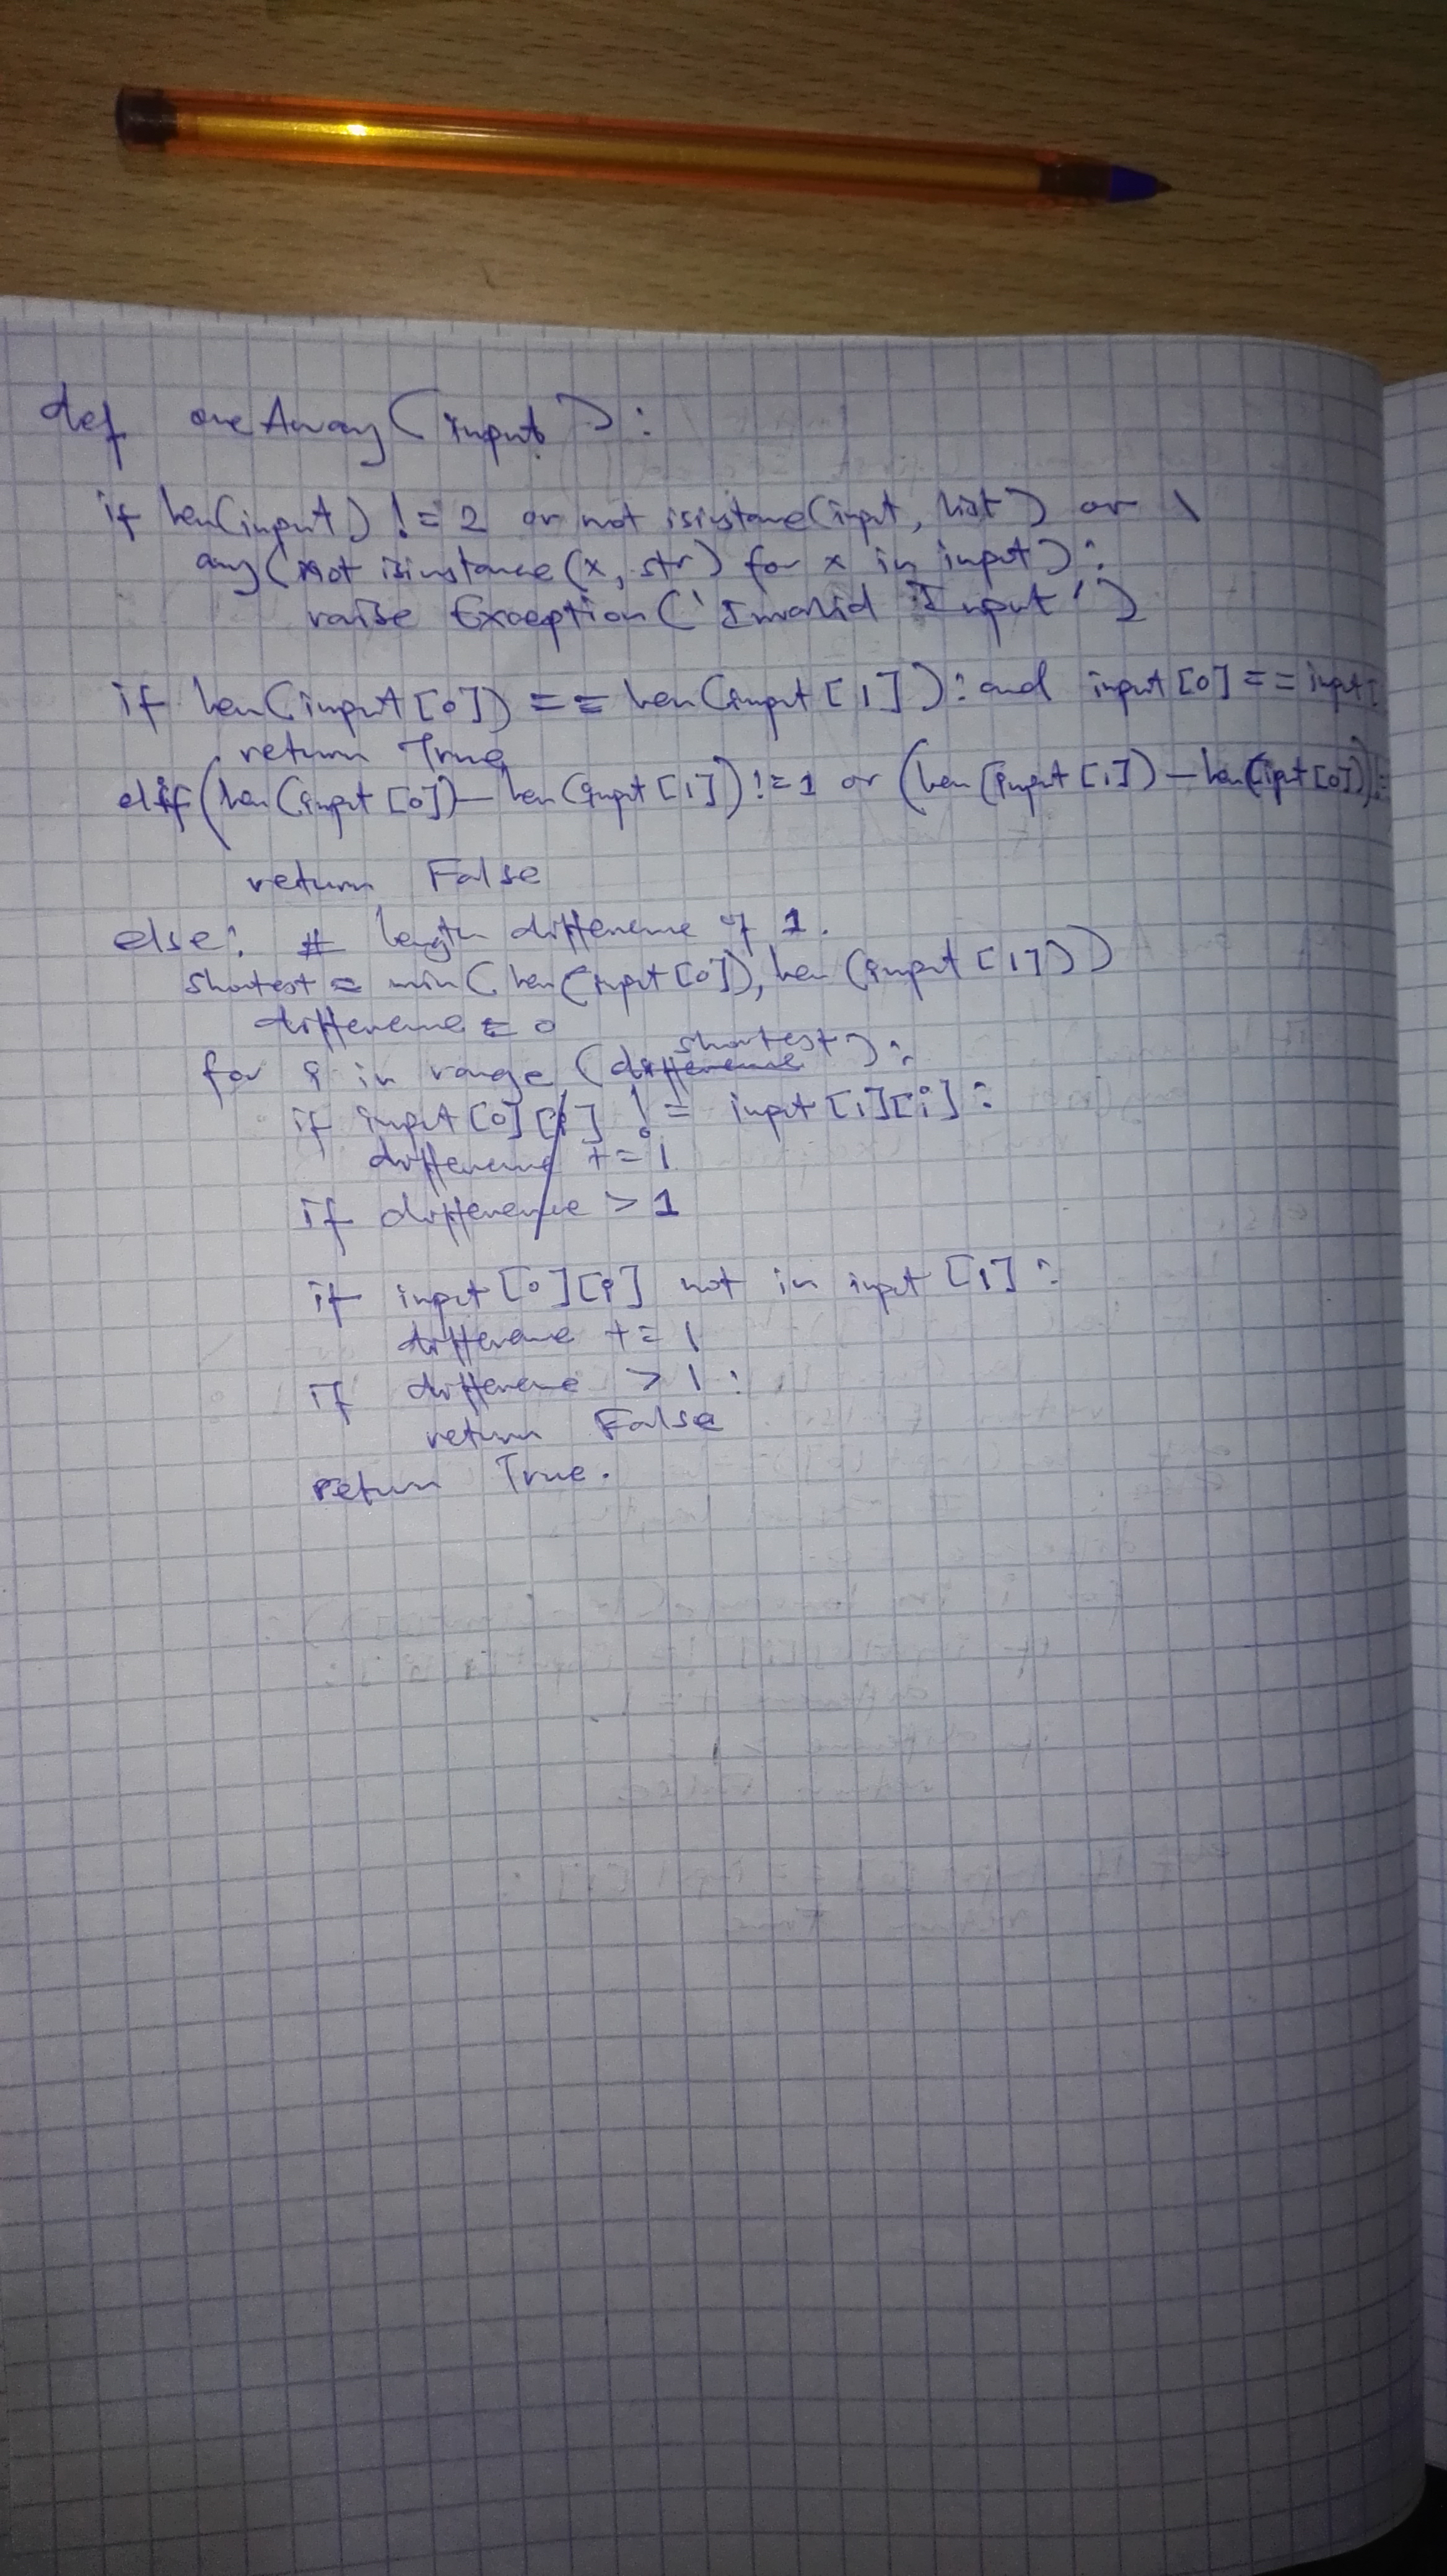 def oneAway(input):
if len(input) != 2 or not isinstance(input, list) or \
any(not isinstance(x, str) for x in input):
raise Exception('Invalid Input')
if len(input[0]) == len(input[1]): and input[0] == input[
return True
elif (len(input[0]) - len(input[1]) != 1 or (len(input[1]) - len(input[0])) !=
return False
else: # length difference of 1.
shortest = min(len(input[0]), len(input[1]))
difference = 0
for i in range (difference shortest):
if input[0][i] != input[1][i]:
difference += 1
if difference > 1
if input[0][i] not in input[1]:
difference += 1
if difference > 1:
return False
return True.